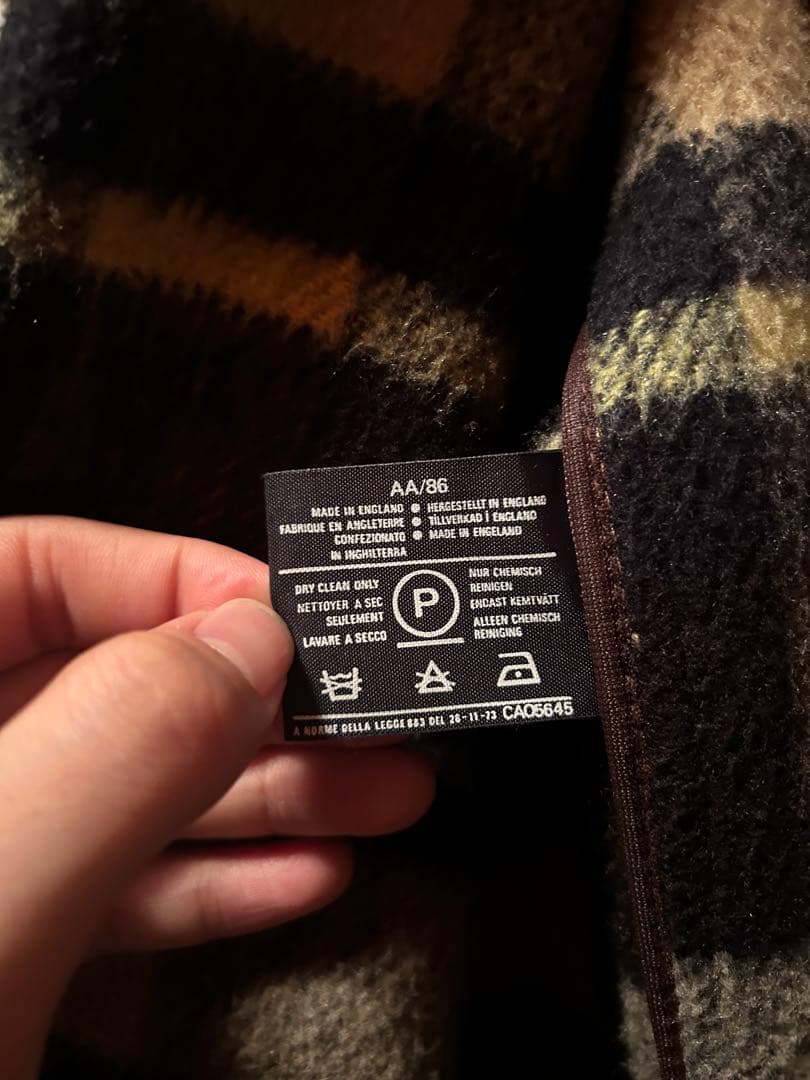 AA/86
MADE IN ENGLAND ● HERGESTELLT IN ENGLAND
FABRIQUE EN ANGLETERRE ● TILLVERKAD I ENGLAND
CONFEZIONATO ● MADE IN ENGELAND
IN INGHILTERRA
DRY CLEAN ONLY
NETTOYER A SEC
SEULEMENT
LAVARE A SECCO
P
NUR CHEMISCH
REINIGEN
ENDAST KEMTVÄTT
ALLEEN CHEMISCH
REINIGING
A NORME DELLA LEGGE 883 DEL 26-11-73 CAO5645